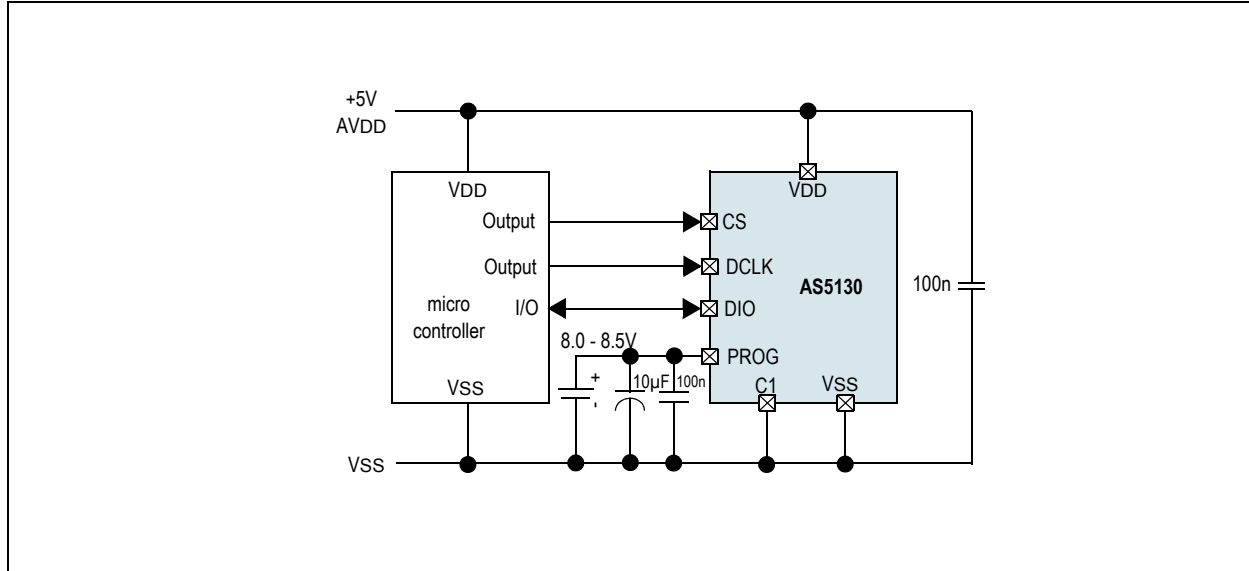 +5V
AVDD
VDD
Output
Output
I/O
micro
controller
VSS
VDD
CS
DCLK
AS5130
DIO
PROG
C1
VSS
100n
8.0 - 8.5V
+
-
10µF
100n
VSS